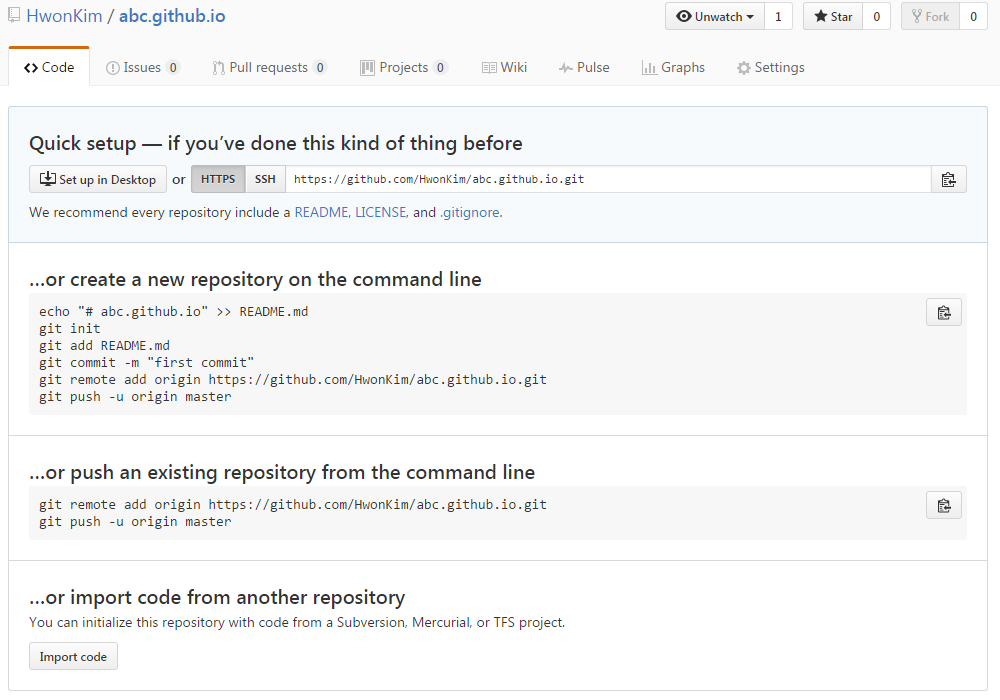 HwonKim / abc.github.io
Unwatch 1 Star 0 Fork 0
Code Issues 0 Pull requests 0 Projects 0 Wiki Pulse Graphs Settings
Quick setup — if you’ve done this kind of thing before
Set up in Desktop or HTTPS SSH https://github.com/HwonKim/abc.github.io.git
We recommend every repository include a README, LICENSE, and .gitignore.
…or create a new repository on the command line
echo "# abc.github.io" >> README.md
git init
git add README.md
git commit -m "first commit"
git remote add origin https://github.com/HwonKim/abc.github.io.git
git push -u origin master
…or push an existing repository from the command line
git remote add origin https://github.com/HwonKim/abc.github.io.git
git push -u origin master
…or import code from another repository
You can initialize this repository with code from a Subversion, Mercurial, or TFS project.
Import code